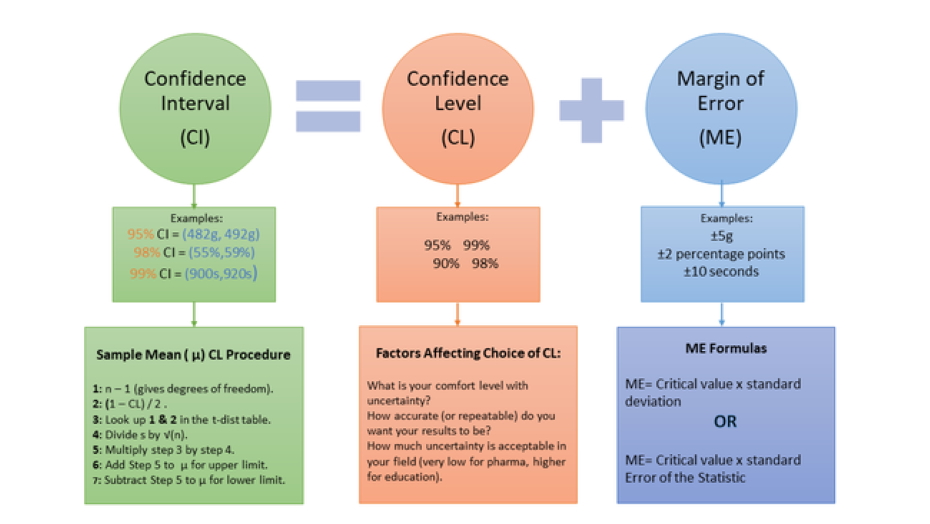 Confidence
Interval
(CI)
=
Confidence
Level
(CL)
+
Margin of
Error
(ME)
Examples:
95% CI = (482g, 492g)
98% CI = (55%,59%)
99% CI = (900s,920s)
Examples:
95% 99%
90% 98%
Examples:
±5g
±2 percentage points
±10 seconds
Sample Mean ( μ) CL Procedure
1: n – 1 (gives degrees of freedom).
2: (1 – CL) / 2 .
3: Look up 1 & 2 in the t-dist table.
4: Divide s by √(n).
5: Multiply step 3 by step 4.
6: Add Step 5 to μ for upper limit.
7: Subtract Step 5 to μ for lower limit.
Factors Affecting Choice of CL:
What is your comfort level with
uncertainty?
How accurate (or repeatable) do you
want your results to be?
How much uncertainty is acceptable in
your field (very low for pharma, higher
for education).
ME Formulas
ME= Critical value x standard
deviation
OR
ME= Critical value x standard
Error of the Statistic